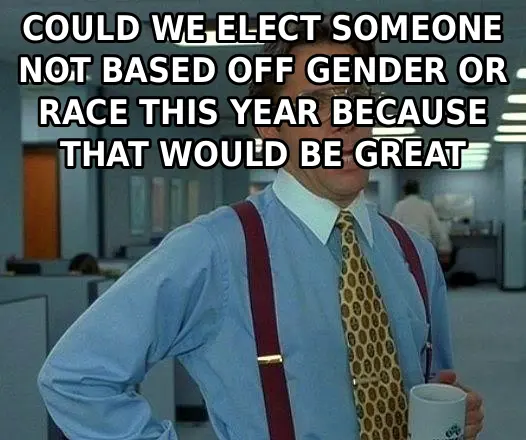 COULD WE ELECT SOMEONE
NOT BASED OFF GENDER OR
RACE THIS YEAR BECAUSE
THAT WOULD BE GREAT